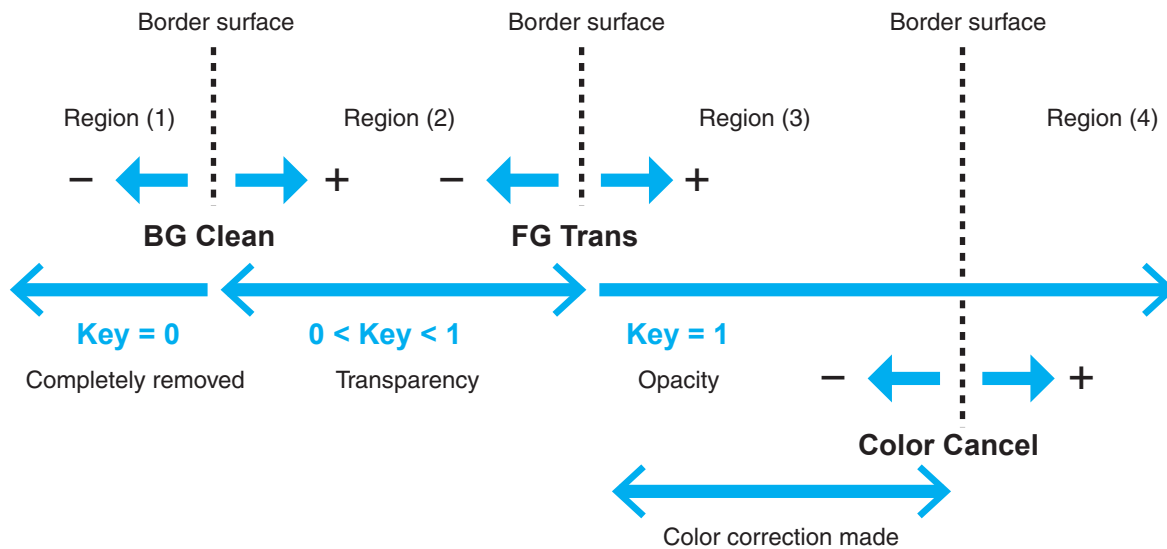 Border surface
Border surface
Border surface
Region (1)
Region (2)
Region (3)
Region (4)
− +
− +
BG Clean
FG Trans
Key = 0
0 < Key < 1
Key = 1
Completely removed
Transparency
Opacity
− +
Color Cancel
Color correction made